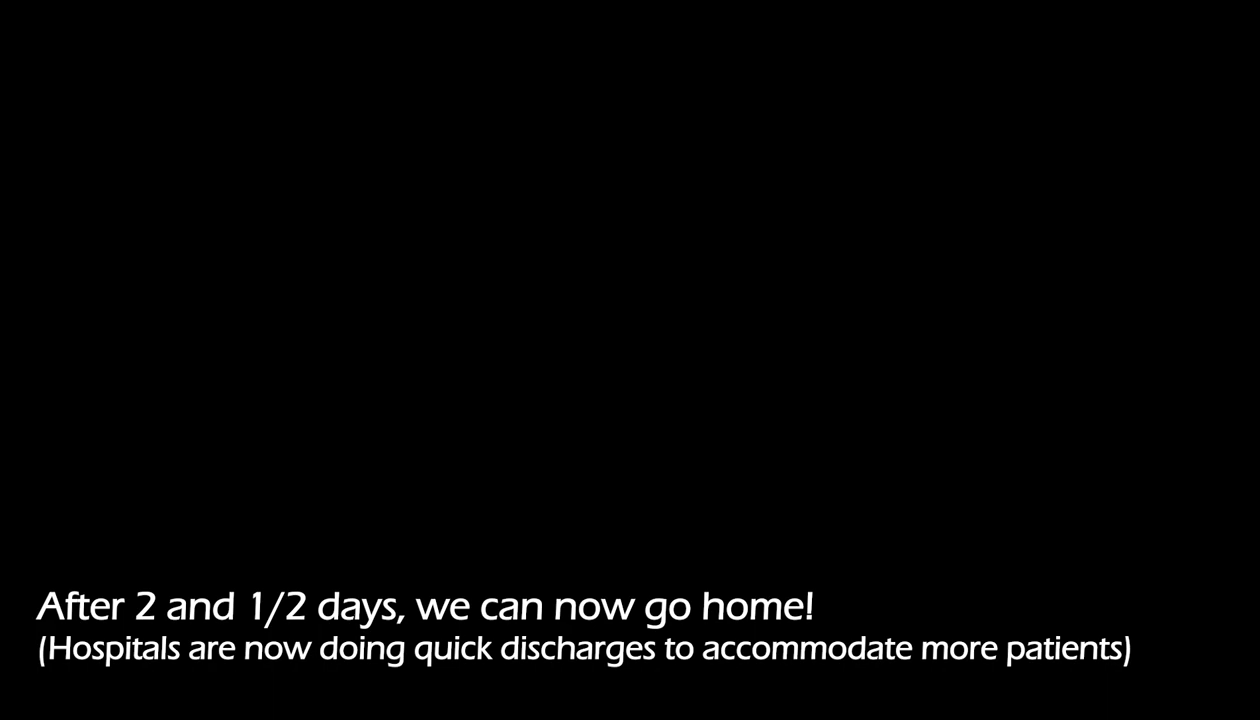 After 2 and 1/2 days, we can now go home!
(Hospitals are now doing quick discharges to accommodate more patients)